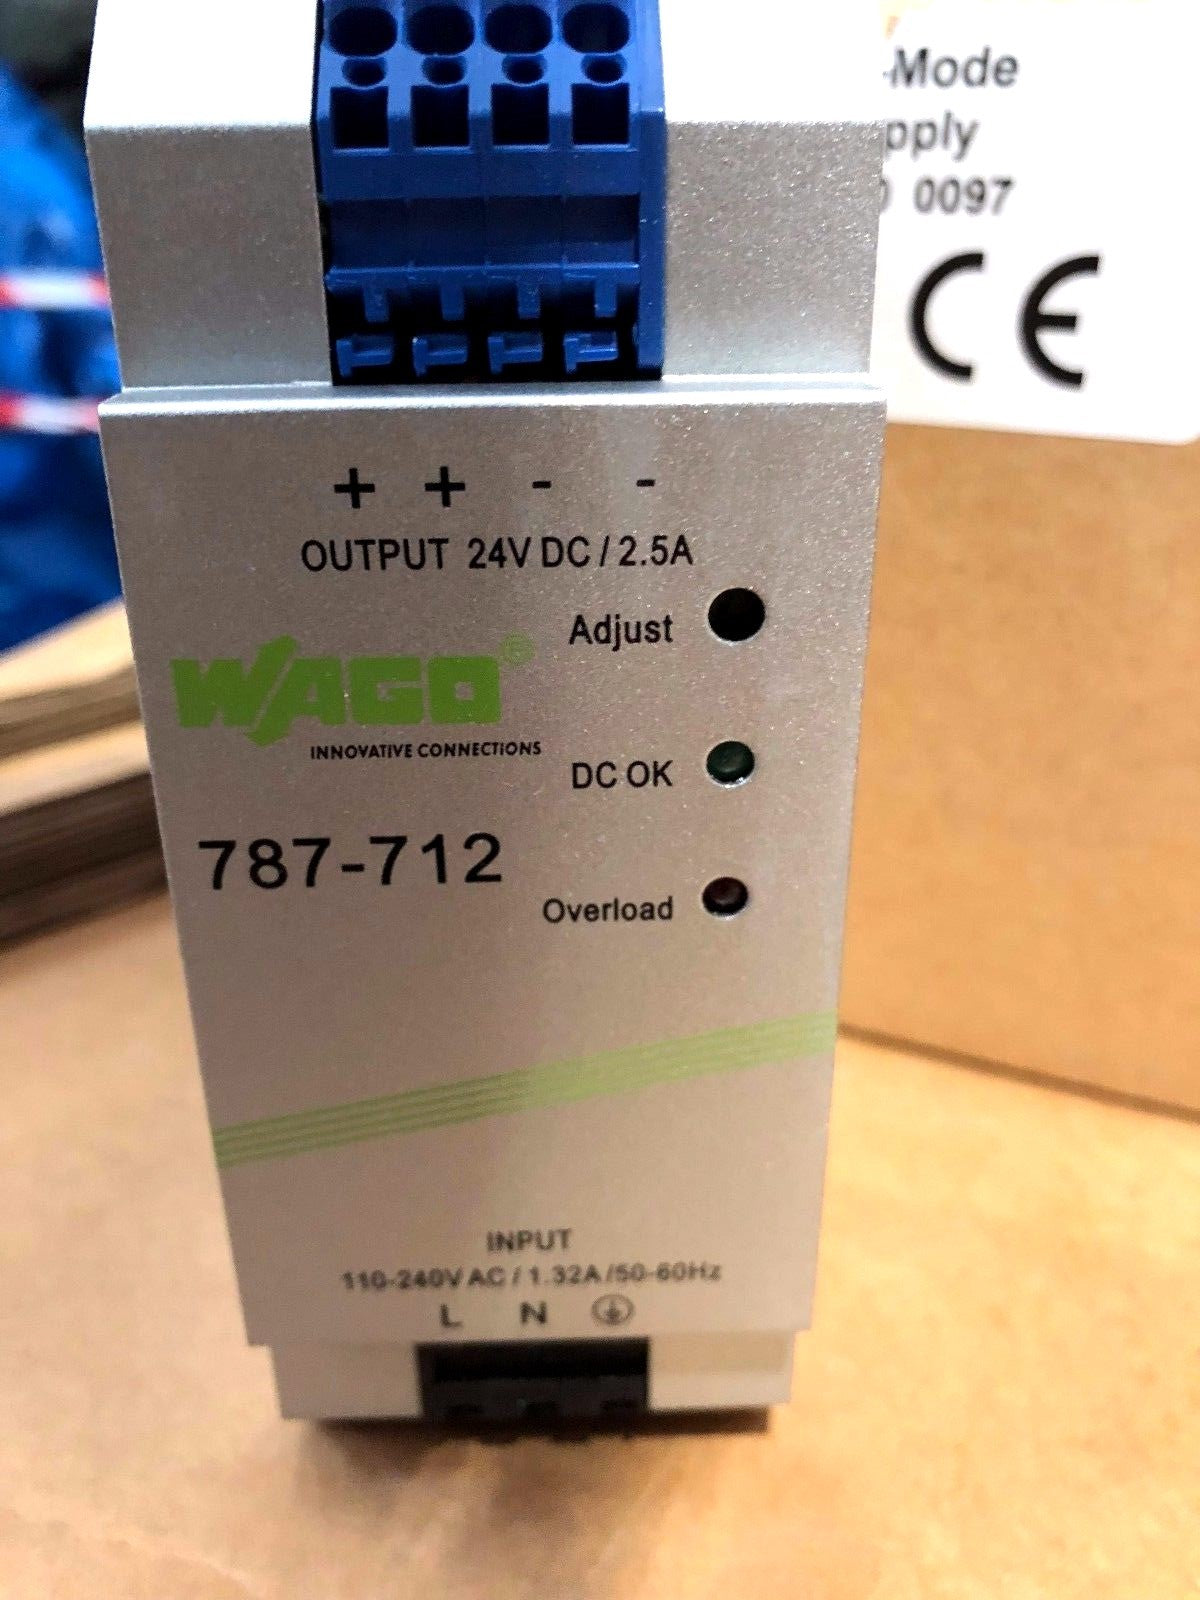 -Mode
pply
0097
CE
+ + - -
OUTPUT 24V DC / 2.5A
Adjust
WAGO®
INNOVATIVE CONNECTIONS
DC OK
787-712
Overload
INPUT
110-240V AC / 1.32A /50-60Hz
L N